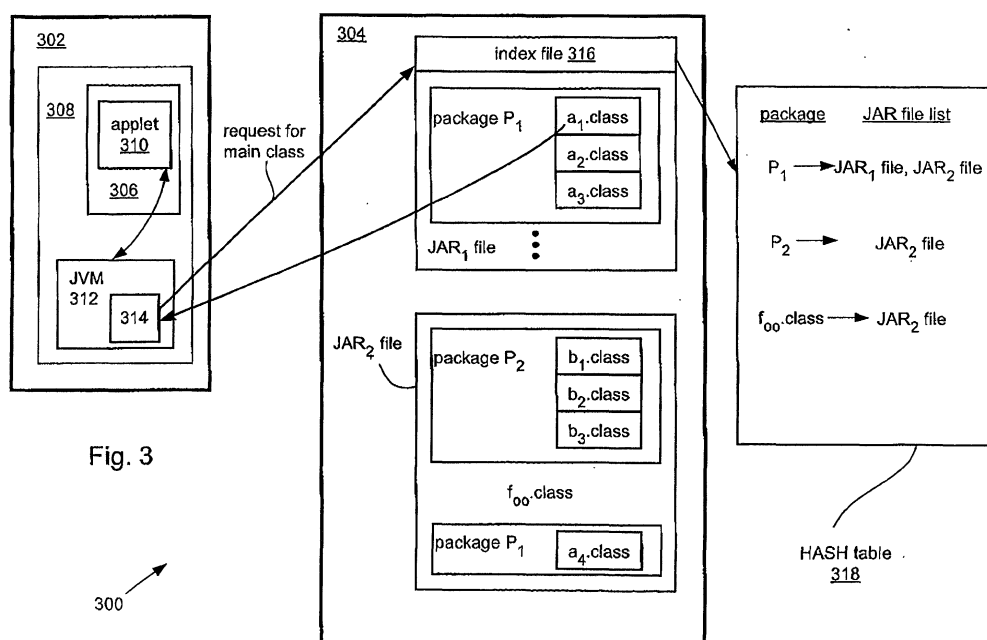 302
308
applet
310
306
JVM
312
314
request for
main class
Fig. 3
300
304
index file 316
package P₁
a₁.class
a₂.class
a₃.class
JAR₁ file
JAR₂ file
package P₂
b₁.class
b₂.class
b₃.class
f₀₀.class
package P₁
a₄.class
package JAR file list
P₁ JAR₁ file, JAR₂ file
P₂ JAR₂ file
f₀₀.class JAR₂ file
HASH table
318